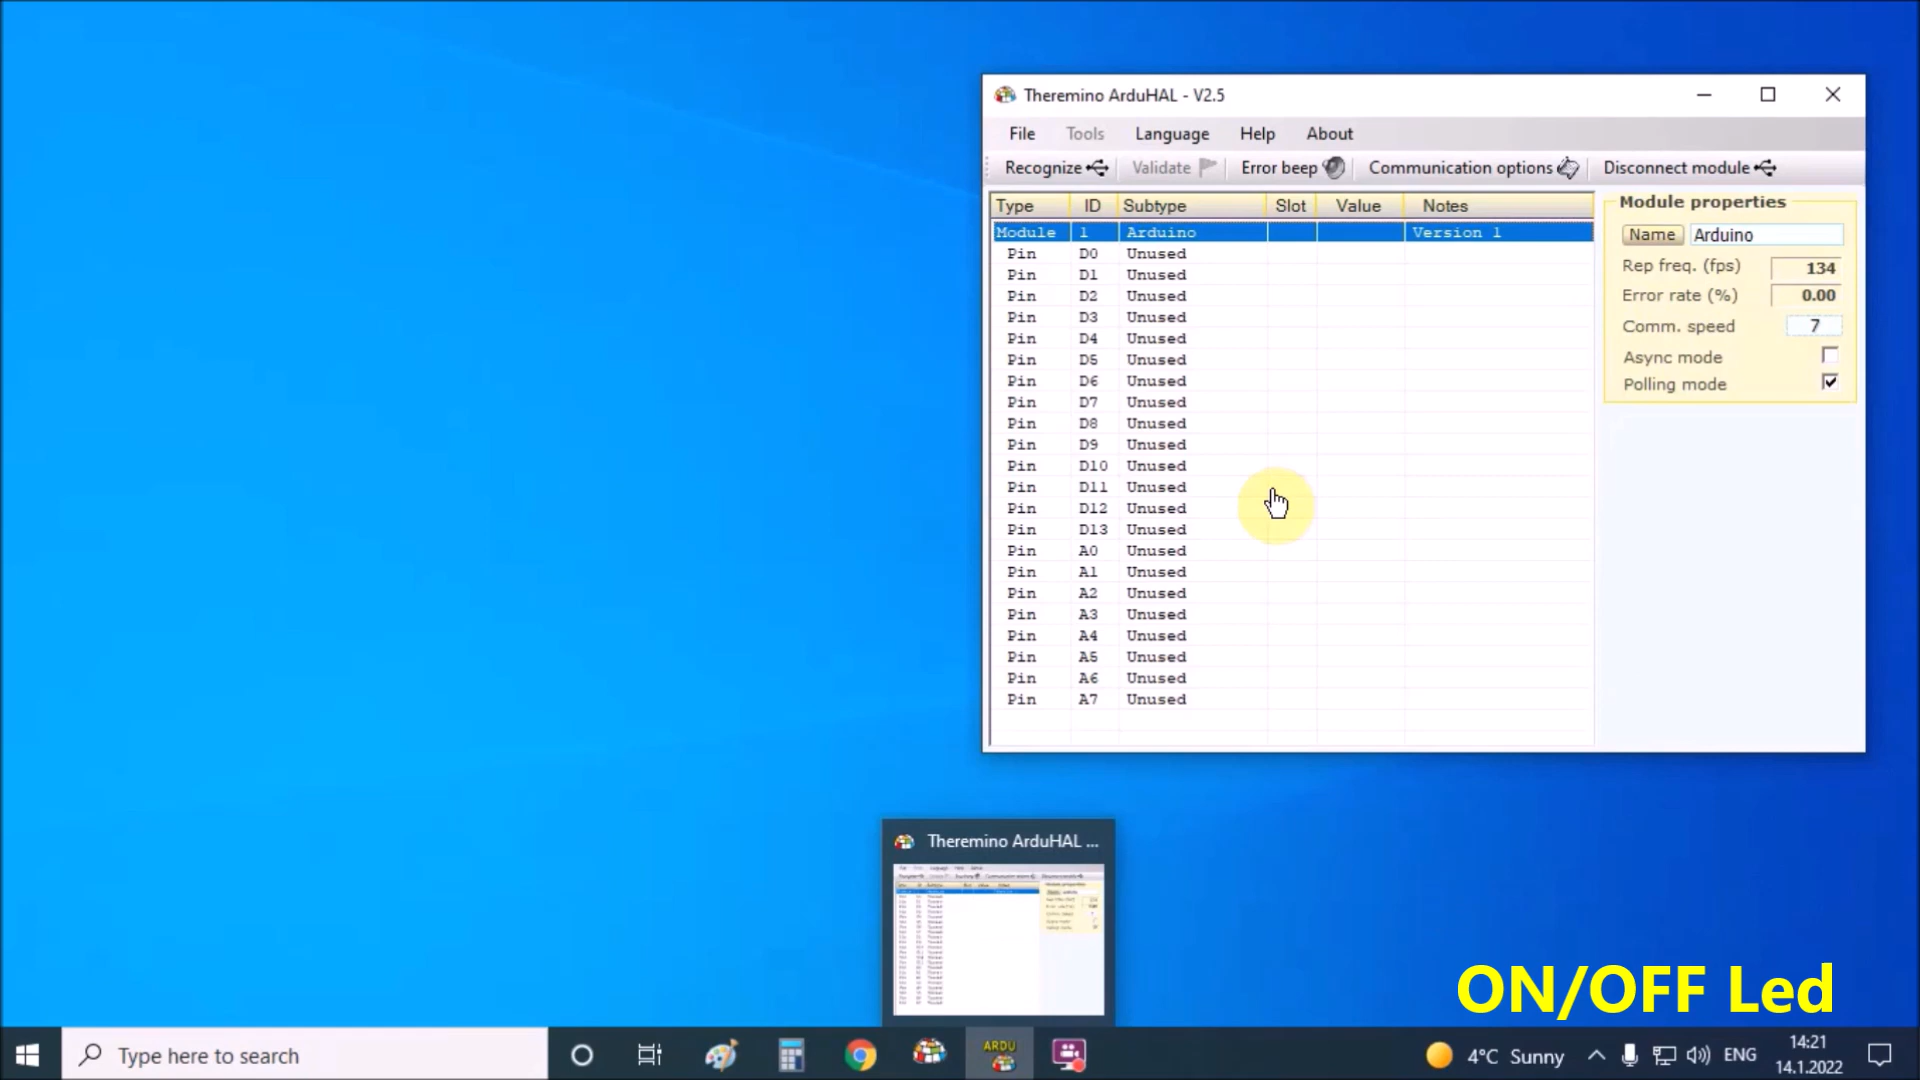 Theremino ArduHAL - V2.5
File Tools Language Help About
Recognize Validate Error beep Communication options Disconnect module
Type ID Subtype Slot Value Notes
Module 1 Arduino Version 1
Pin D0 Unused
Pin D1 Unused
Pin D2 Unused
Pin D3 Unused
Pin D4 Unused
Pin D5 Unused
Pin D6 Unused
Pin D7 Unused
Pin D8 Unused
Pin D9 Unused
Pin D10 Unused
Pin D11 Unused
Pin D12 Unused
Pin D13 Unused
Pin A0 Unused
Pin A1 Unused
Pin A2 Unused
Pin A3 Unused
Pin A4 Unused
Pin A5 Unused
Pin A6 Unused
Pin A7 Unused
Module properties
Name Arduino
Rep freq. (fps) 134
Error rate (%) 0.00
Comm. speed 7
Async mode
Polling mode
Theremino ArduHAL ...
ON/OFF Led
Type here to search
ARDU
4°C Sunny
ENG
14:21
14.1.2022